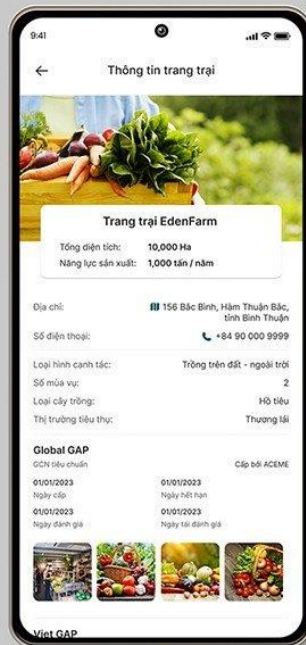 9:41
Thông tin trang trại
Trang trại EdenFarm
Tổng diện tích: 10,000 Ha
Năng lực sản xuất: 1,000 tấn / năm
Địa chỉ: 156 Bắc Bình, Hàm Thuận Bắc,
tỉnh Bình Thuận
Số điện thoại: +84 90 000 9999
Loại hình canh tác: Trồng trên đất - ngoài trời
Số mùa vụ: 2
Loại cây trồng: Hồ tiêu
Thị trường tiêu thụ: Thương lái
Global GAP
GCN tiêu chuẩn Cấp bởi ACEME
01/01/2023 01/01/2023
Ngày cấp Ngày hết hạn
01/01/2023 01/01/2023
Ngày đánh giá Ngày tái đánh giá
Viet GAP